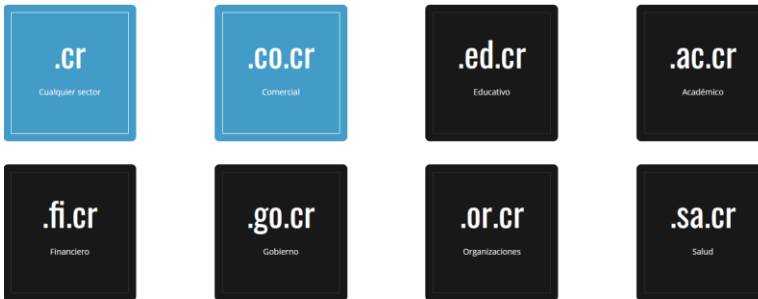 .cr
Cualquier sector
.co.cr
Comercial
.ed.cr
Educativo
.ac.cr
Académico
.fi.cr
Financiero
.go.cr
Gobierno
.or.cr
Organizaciones
.sa.cr
Salud